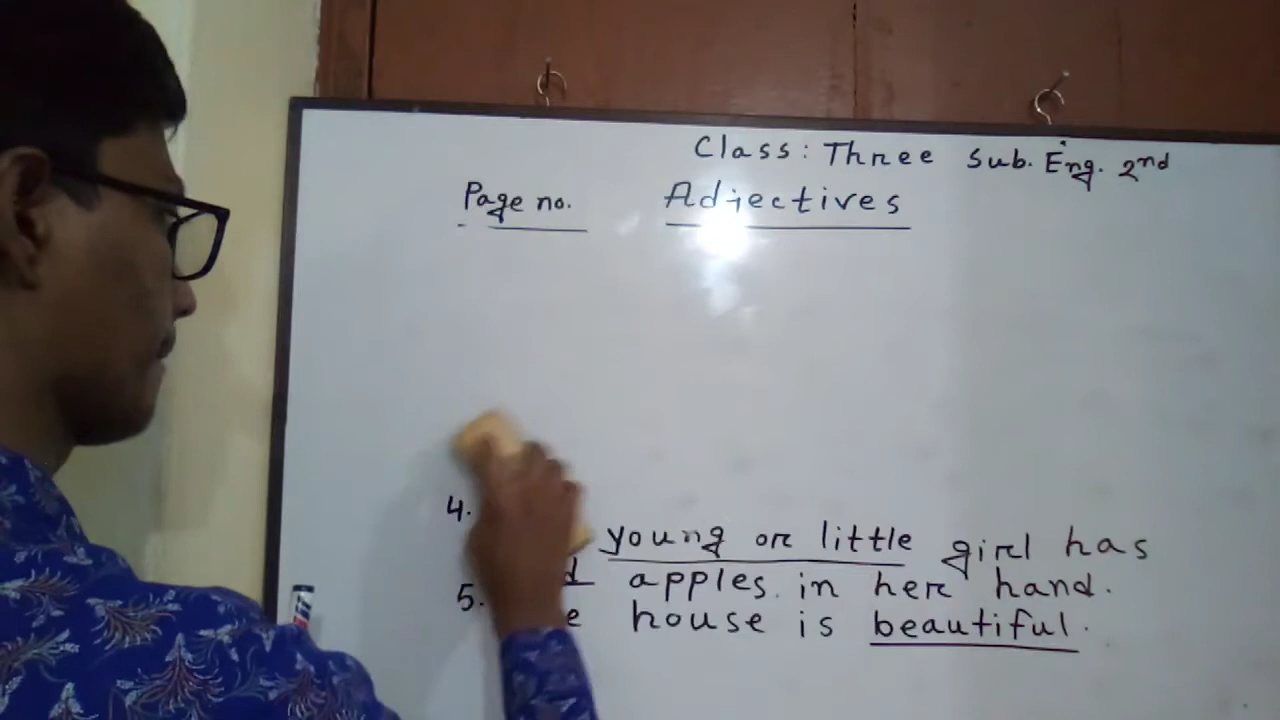 Class: Three Sub. Eng. 2nd
Page no. Adjectives
4.
young or little girl has
apples in her hand.
5.
house is beautiful.